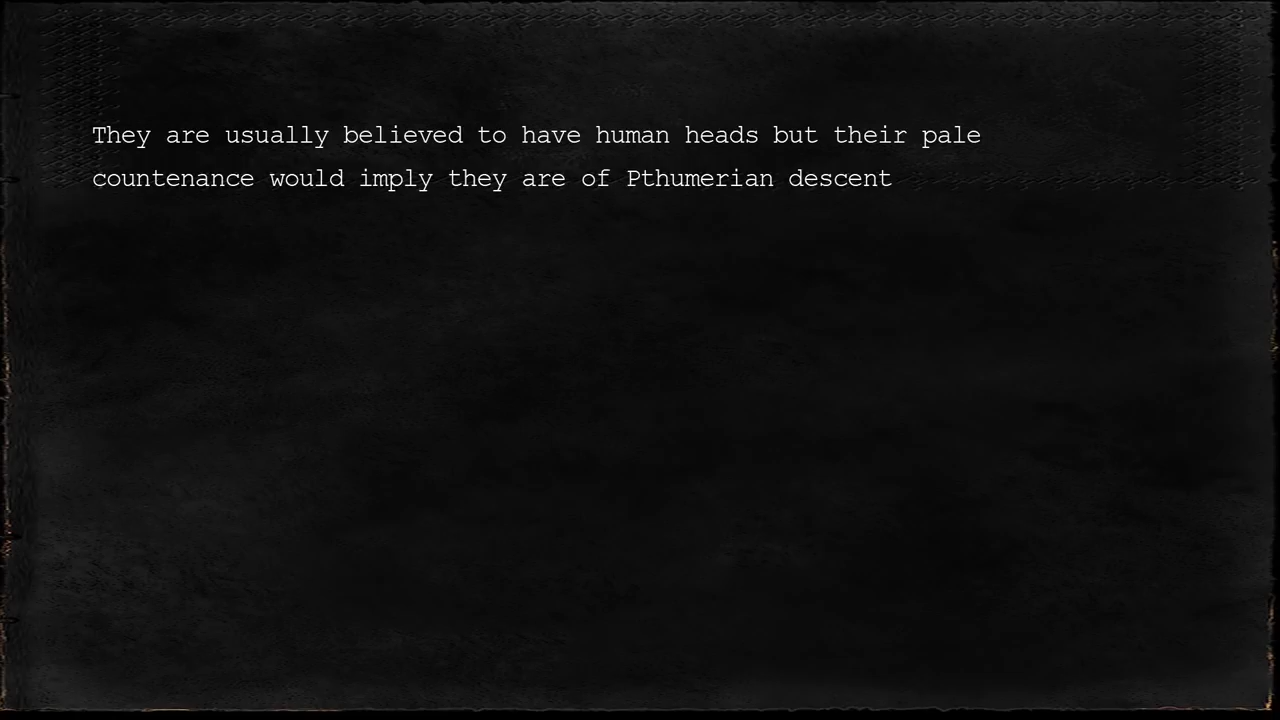 They are usually believed to have human heads but their pale
countenance would imply they are of Pthumerian descent